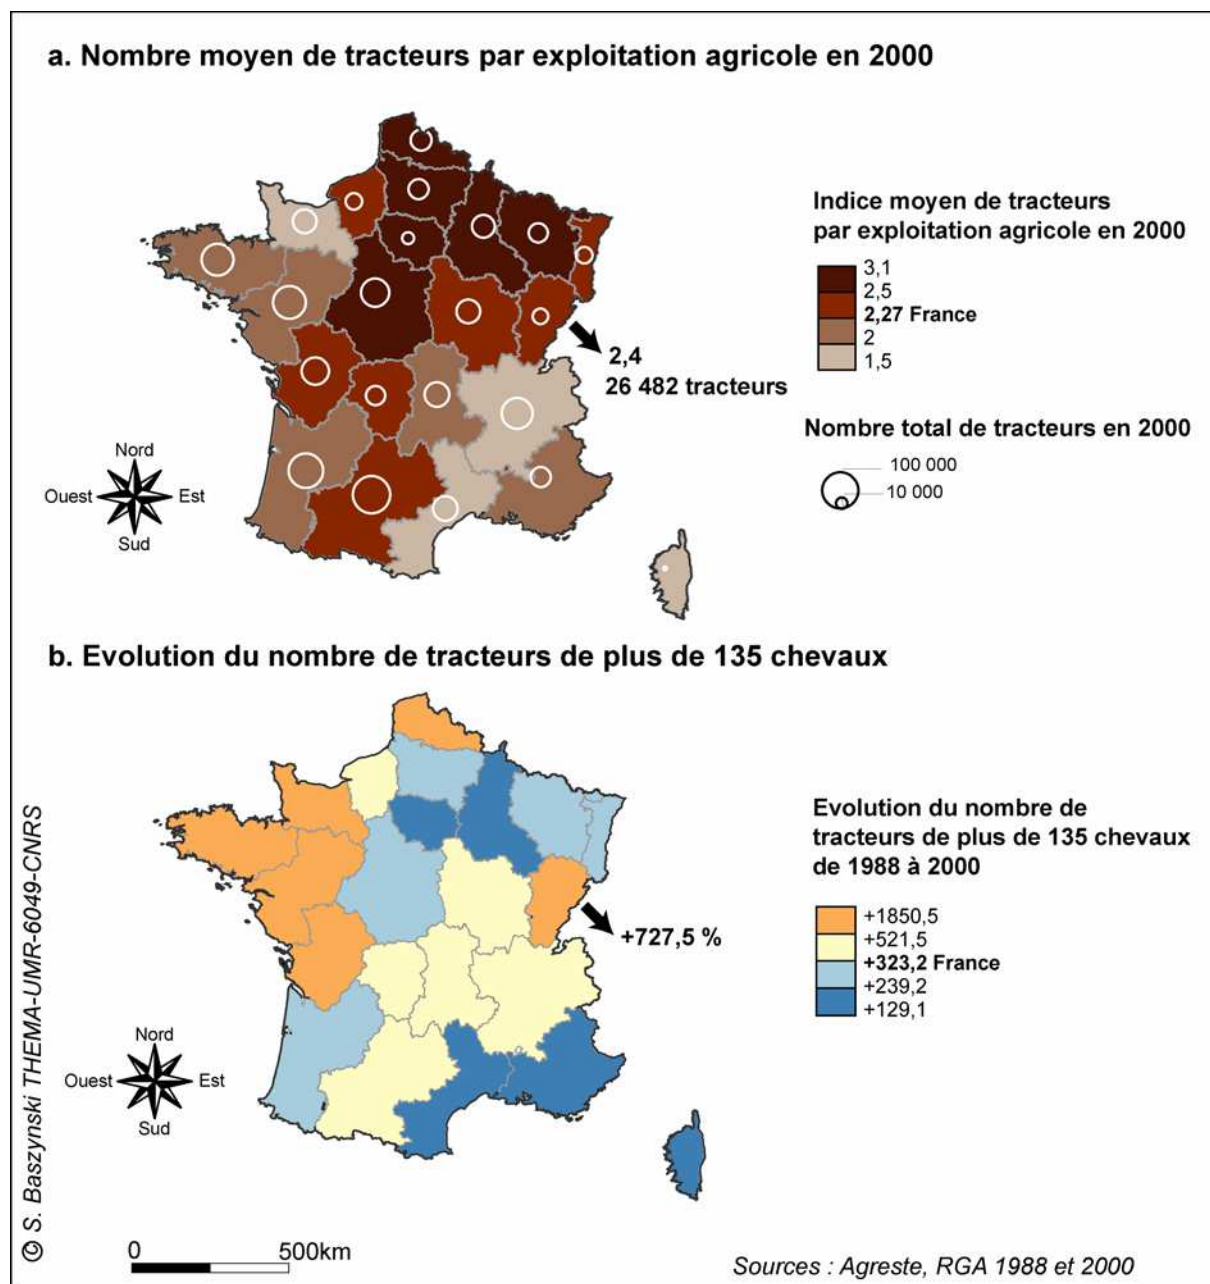 a. Nombre moyen de tracteurs par exploitation agricole en 2000
Indice moyen de tracteurs
par exploitation agricole en 2000
3,1
2,5
2,27 France
2
1,5
2,4
26 482 tracteurs
Nombre total de tracteurs en 2000
100 000
10 000
Nord
Ouest
Est
Sud
b. Evolution du nombre de tracteurs de plus de 135 chevaux
Evolution du nombre de
tracteurs de plus de 135 chevaux
de 1988 à 2000
+1850,5
+521,5
+323,2 France
+239,2
+129,1
+727,5 %
Nord
Ouest
Est
Sud
© S. Baszynski THEMA-UMR-6049-CNRS
0
500km
Sources : Agreste, RGA 1988 et 2000